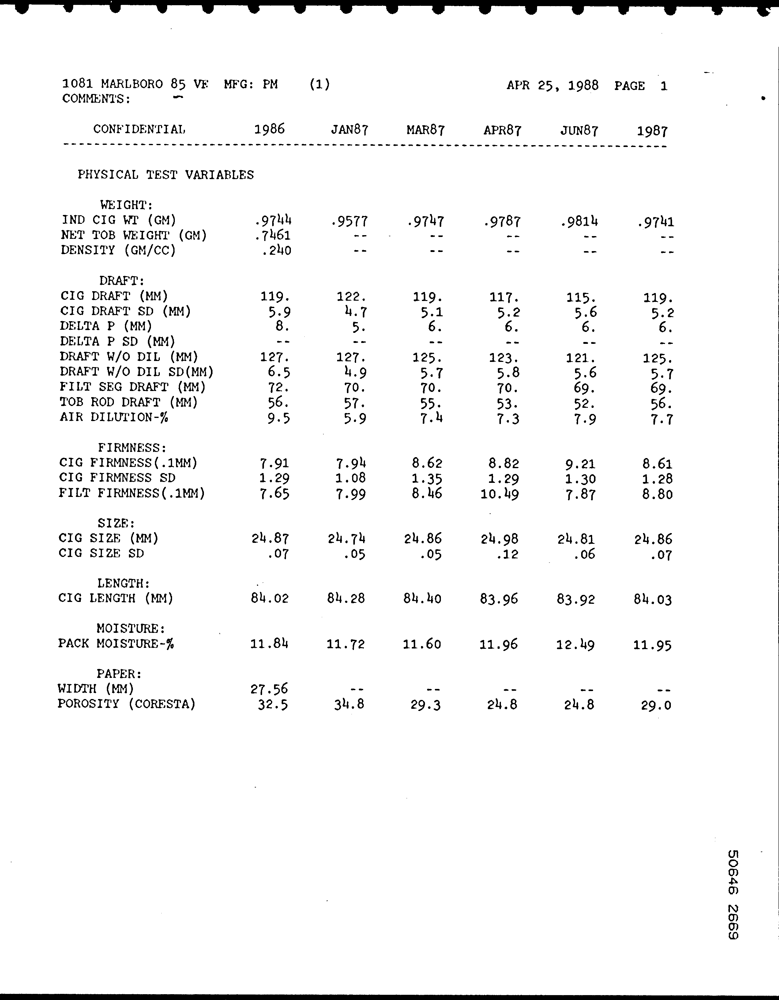 1081 MARLBORO 85 VE MFG: PM (1) APR 25, 1988 PAGE 1
COMMENTS: -
CONFIDENTIAL 1986 JAN87 MAR87 APR87 JUN87 1987
PHYSICAL TEST VARIABLES
WEIGHT:
IND CIG WT (GM) .9744 .9577 .9747 .9787 .9814 .9741
NET TOB WEIGHT (GM) .7461 -- -- -- -- --
DENSITY (GM/CC) .240 -- -- -- -- --
DRAFT:
CIG DRAFT (MM) 119. 122. 119. 117. 115. 119.
CIG DRAFT SD (MM) 5.9 4.7 5.1 5.2 5.6 5.2
DELTA P (MM) 8. 5. 6. 6. 6. 6.
DELTA P SD (MM) -- -- -- -- -- --
DRAFT W/O DIL (MM) 127. 127. 125. 123. 121. 125.
DRAFT W/O DIL SD(MM) 6.5 4.9 5.7 5.8 5.6 5.7
FILT SEG DRAFT (MM) 72. 70. 70. 70. 69. 69.
TOB ROD DRAFT (MM) 56. 57. 55. 53. 52. 56.
AIR DILUTION-% 9.5 5.9 7.4 7.3 7.9 7.7
FIRMNESS:
CIG FIRMNESS(.1MM) 7.91 7.94 8.62 8.82 9.21 8.61
CIG FIRMNESS SD 1.29 1.08 1.35 1.29 1.30 1.28
FILT FIRMNESS(.1MM) 7.65 7.99 8.46 10.49 7.87 8.80
SIZE:
CIG SIZE (MM) 24.87 24.74 24.86 24.98 24.81 24.86
CIG SIZE SD .07 .05 .05 .12 .06 .07
LENGTH:
CIG LENGTH (MM) 84.02 84.28 84.40 83.96 83.92 84.03
MOISTURE:
PACK MOISTURE-% 11.84 11.72 11.60 11.96 12.49 11.95
PAPER:
WIDTH (MM) 27.56 -- -- -- -- --
POROSITY (CORESTA) 32.5 34.8 29.3 24.8 24.8 29.0
50646 2669